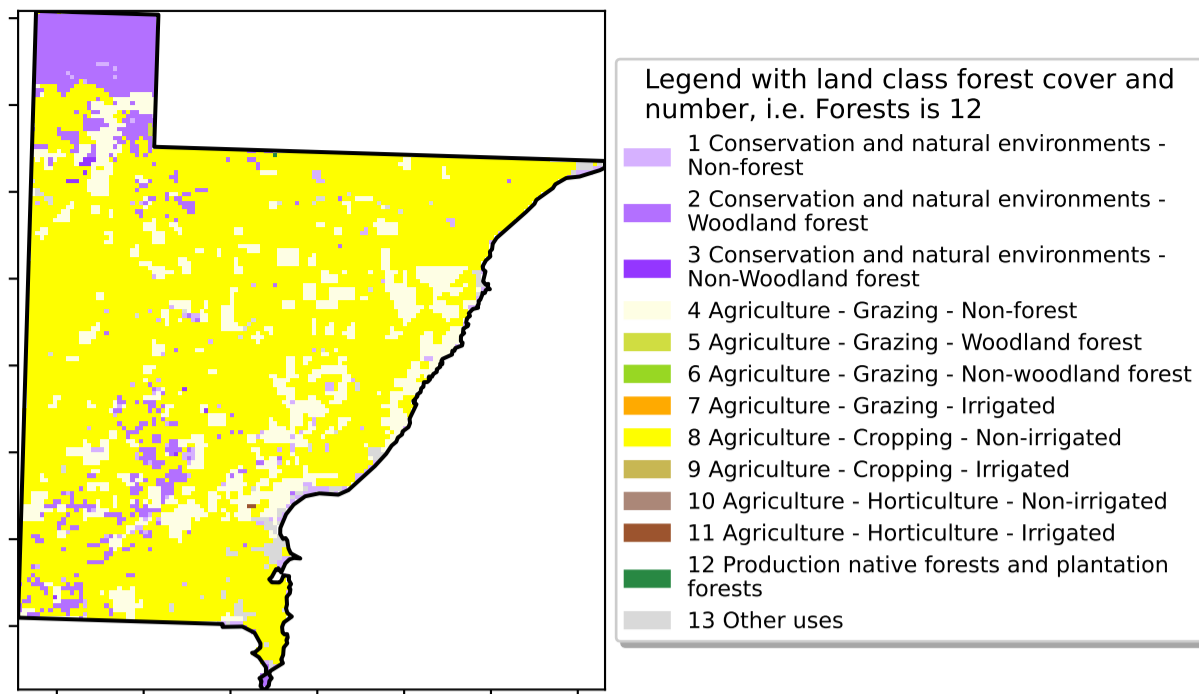 Legend with land class forest cover and
number, i.e. Forests is 12
1 Conservation and natural environments -
Non-forest
2 Conservation and natural environments -
Woodland forest
3 Conservation and natural environments -
Non-Woodland forest
4 Agriculture - Grazing - Non-forest
5 Agriculture - Grazing - Woodland forest
6 Agriculture - Grazing - Non-woodland forest
7 Agriculture - Grazing - Irrigated
8 Agriculture - Cropping - Non-irrigated
9 Agriculture - Cropping - Irrigated
10 Agriculture - Horticulture - Non-irrigated
11 Agriculture - Horticulture - Irrigated
12 Production native forests and plantation
forests
13 Other uses